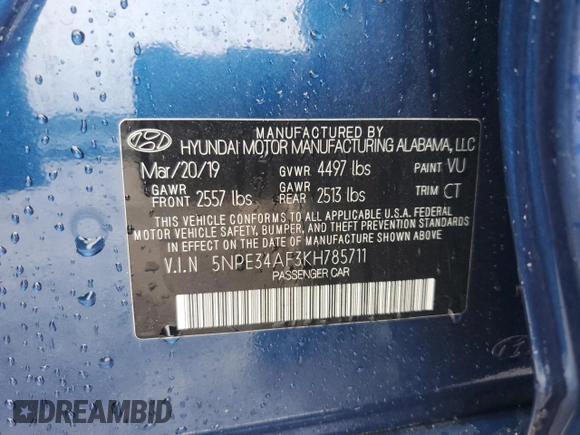 MANUFACTURED BY
HYUNDAI MOTOR MANUFACTURING ALABAMA, LLC
Mar/20/19 GVWR 4497 lbs PAINT VU
GAWR FRONT 2557 lbs. GAWR REAR 2513 lbs TRIM CT
THIS VEHICLE CONFORMS TO ALL APPLICABLE U.S.A. FEDERAL
MOTOR VEHICLE SAFETY, BUMPER, AND THEFT PREVENTION STANDARDS
IN EFFECT ON THE DATE OF MANUFACTURE SHOWN ABOVE.
V.I.N 5NPE34AF3KH785711
PASSENGER CAR
DREAMBID